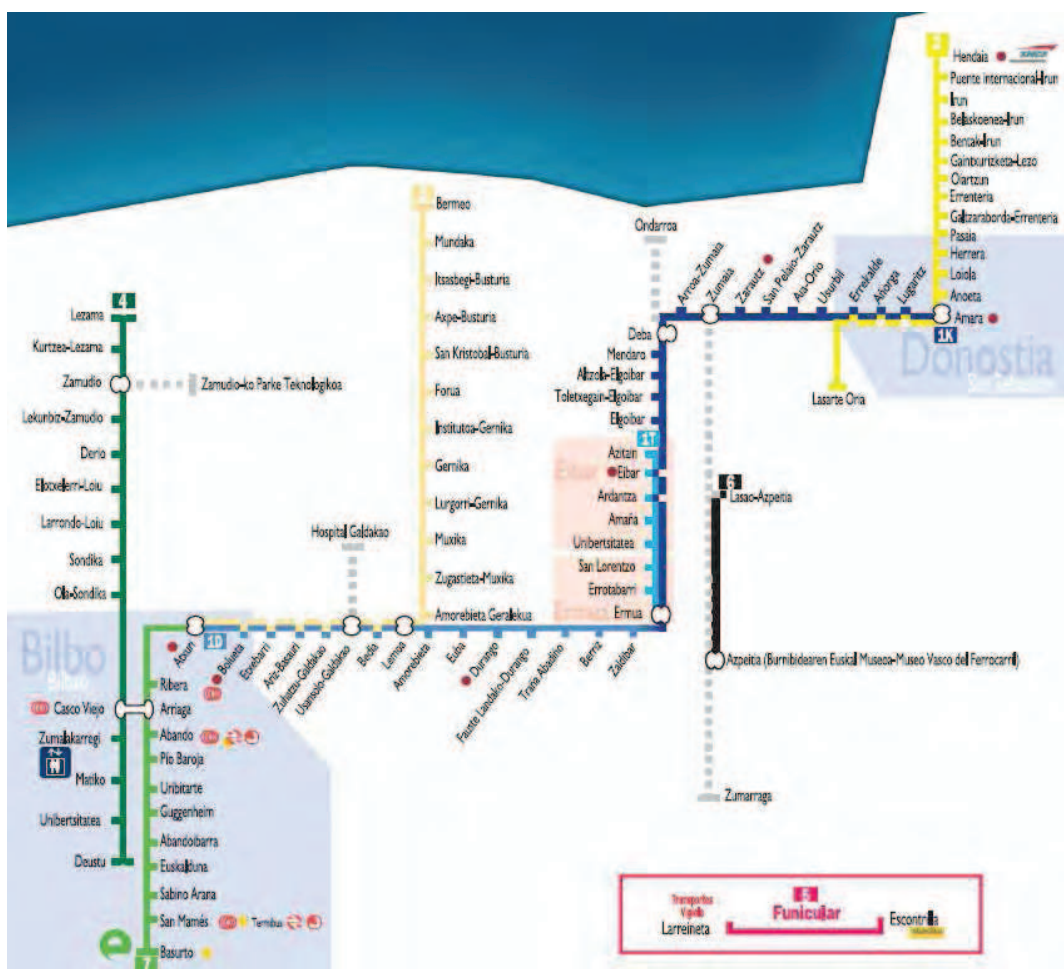 Hendaia
Puente internacional-Irun
Irun
Belaskoenea-Irun
Bentak-Irun
Gaintxurizketa-Lezo
Oiartzun
Errenteria
Galtzaraborda-Errenteria
Pasaia
Herrera
Loiola
Anoeta
Amara
1K
Donostia
Bermeo
Mundaka
Itsasbegi-Busturia
Axpe-Busturia
San Kristobal-Busturia
Forua
Institutoa-Gernika
Gernika
Lurgorri-Gernika
Muxika
Zugastieta-Muxika
Amorebieta Geralekua
Ondarroa
Arroa-Zumaia
Zumaia
Zarautz
San Pelaio-Zarautz
Aia-Orio
Usurbil
Errekalde
Añorga
Lugaritz
Lasarte Oria
Deba
Mendaro
Altzola-Elgoibar
Toletxegain-Elgoibar
Elgoibar
1T
Azitain
Eibar
Eibar
Ardantza
Amaña
Unibertsitatea
San Lorentzo
Errotabarri
Ermua
Ermua
4
Lezama
Kurtzea-Lezama
Zamudio
Zamudio-ko Parke Teknologikoa
Lekunbiz-Zamudio
Derio
Elotxelerri-Loiu
Larrondo-Loiu
Sondika
Ola-Sondika
Hospital Galdakao
6
Lasao-Azpeitia
Azpeitia (Burnibidearen Euskal Museoa-Museo Vasco del Ferrocarril)
Zumarraga
Bilbo
Bilbao
Atxuri
1D
Bolueta
Etxebarri
Ariz-Basauri
Zuhatzu-Galdakao
Usansolo-Galdakao
Bedia
Lemoa
Amorebieta
Euba
Durango
Fauste Landako-Durango
Traña Abadiño
Berriz
Zaldibar
Casco Viejo
Zumalakarregi
Matiko
Unibertsitatea
Deustu
Ribera
Arriaga
Abando
Pío Baroja
Uribitarte
Guggenheim
Abandoibarra
Euskalduna
Sabino Arana
San Mamés
Termibus
Basurto
7
Larreineta
5
Funicular
Escontrilla